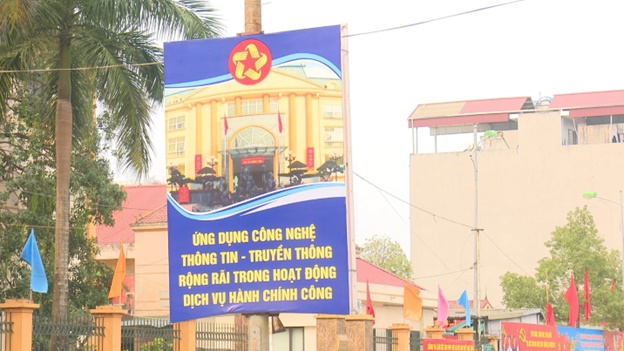 ỨNG DỤNG CÔNG NGHỆ
THÔNG TIN - TRUYỀN THÔNG
RỘNG RÃI TRONG HOẠT ĐỘNG
DỊCH VỤ HÀNH CHÍNH CÔNG